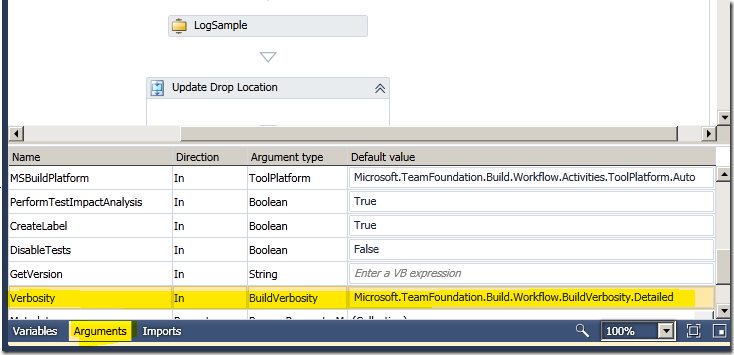 LogSample
Update Drop Location
Name Direction Argument type Default value
MSBuildPlatform In ToolPlatform Microsoft.TeamFoundation.Build.Workflow.Activities.ToolPlatform.Auto
PerformTestImpactAnalysis In Boolean True
CreateLabel In Boolean True
DisableTests In Boolean False
GetVersion In String Enter a VB expression
Verbosity In BuildVerbosity Microsoft.TeamFoundation.Build.Workflow.BuildVerbosity.Detailed
Variables Arguments Imports 100%